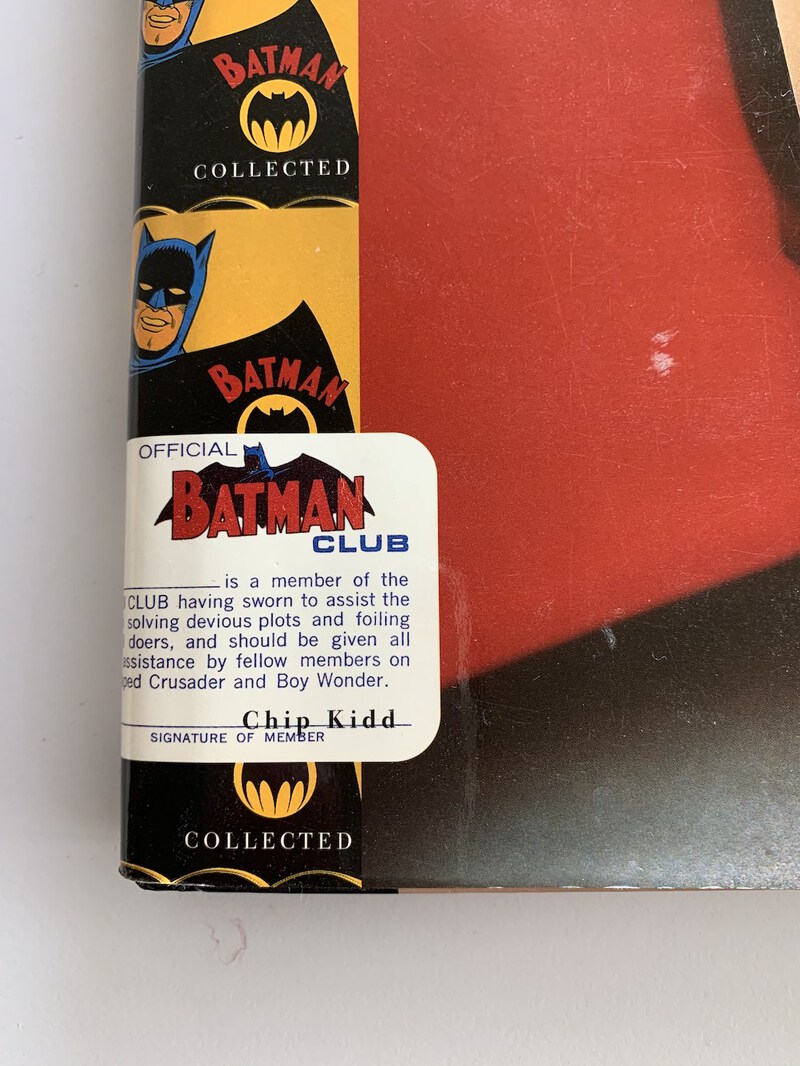 BATMAN
COLLECTED
BATMAN
OFFICIAL
BATMAN
CLUB
is a member of the
CLUB having sworn to assist the
solving devious plots and foiling
doers, and should be given all
assistance by fellow members on
ped Crusader and Boy Wonder.
Chip Kidd
SIGNATURE OF MEMBER
COLLECTED